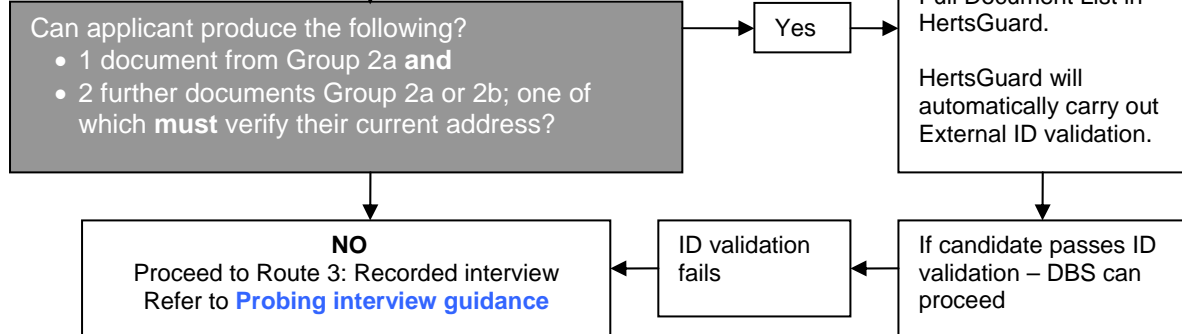 Can applicant produce the following?
• 1 document from Group 2a and
• 2 further documents Group 2a or 2b; one of
which must verify their current address?
Yes
Full Document List in
HertsGuard.
HertsGuard will
automatically carry out
External ID validation.
NO
Proceed to Route 3: Recorded interview
Refer to Probing interview guidance
ID validation
fails
If candidate passes ID
validation – DBS can
proceed